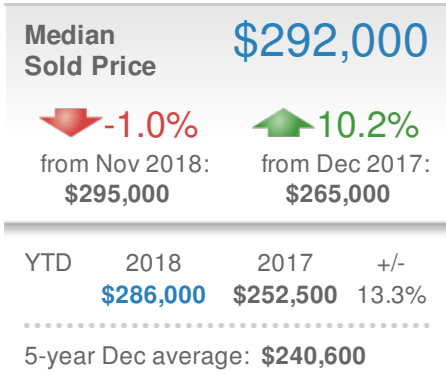 Median $292,000
Sold Price
-1.0% 10.2%
from Nov 2018: from Dec 2017:
$295,000 $265,000
YTD 2018 2017 +/-
$286,000 $252,500 13.3%
5-year Dec average: $240,600